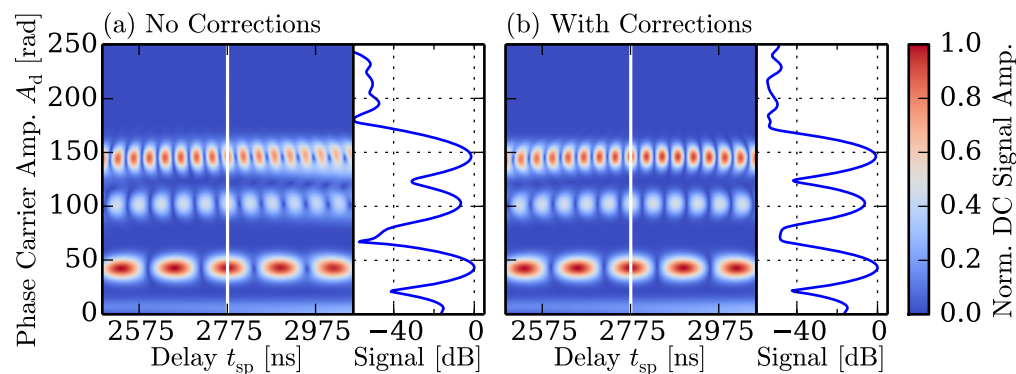 (a) No Corrections
(b) With Corrections
Phase Carrier Amp. A_d [rad]
250
200
150
100
50
0
2575 2775 2975
Delay t_sp [ns]
−40 0
Signal [dB]
2575 2775 2975
Delay t_sp [ns]
−40 0
Signal [dB]
1.0
0.8
0.6
0.4
0.2
0.0
Norm. DC Signal Amp.